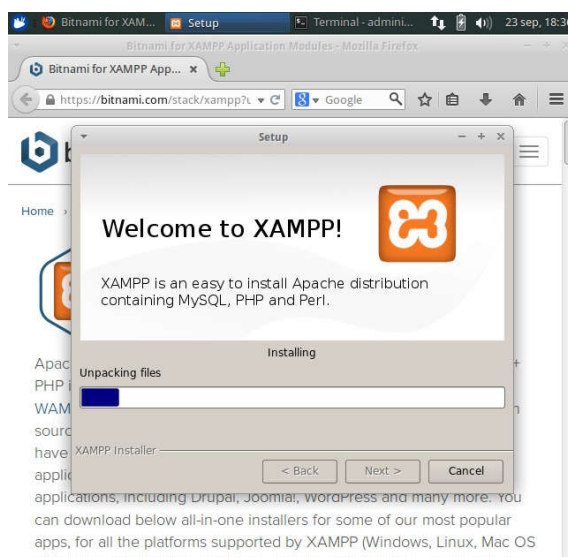 Bitnami for XAM...
Setup
Terminal - admini...
23 sep, 18:36
Bitnami for XAMPP Application Modules - Mozilla Firefox
Bitnami for XAMPP App...
https://bitnami.com/stack/xampp?
Google
Setup
b
Home ›
Welcome to XAMPP!
XAMPP is an easy to install Apache distribution
containing MySQL, PHP and Perl.
Installing
Unpacking files
Apac
PHP i
WAM
sourc
have
XAMPP Installer
applic
< Back
Next >
Cancel
applications, including Drupal, Joomla!, WordPress and many more. You
can download below all-in-one installers for some of our most popular
apps, for all the platforms supported by XAMPP (Windows, Linux, Mac OS